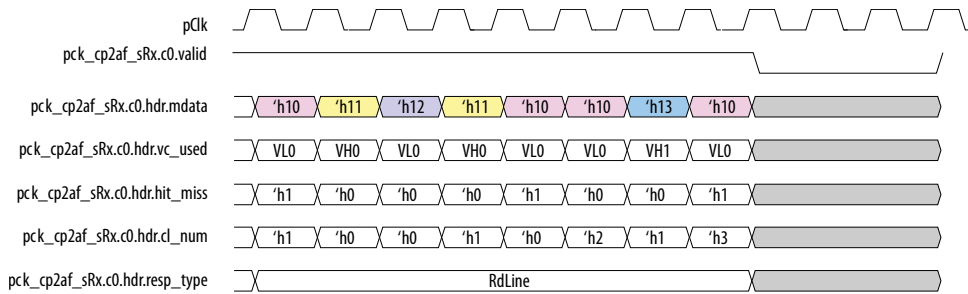 pClk
pck_cp2af_sRx.c0.valid
pck_cp2af_sRx.c0.hdr.mdata ‘h10 ‘h11 ‘h12 ‘h11 ‘h10 ‘h10 ‘h13 ‘h10
pck_cp2af_sRx.c0.hdr.vc_used VL0 VH0 VL0 VH0 VL0 VL0 VH1 VL0
pck_cp2af_sRx.c0.hdr.hit_miss ‘h1 ‘h0 ‘h0 ‘h0 ‘h1 ‘h0 ‘h0 ‘h1
pck_cp2af_sRx.c0.hdr.cl_num ‘h1 ‘h0 ‘h0 ‘h1 ‘h0 ‘h2 ‘h1 ‘h3
pck_cp2af_sRx.c0.hdr.resp_type RdLine